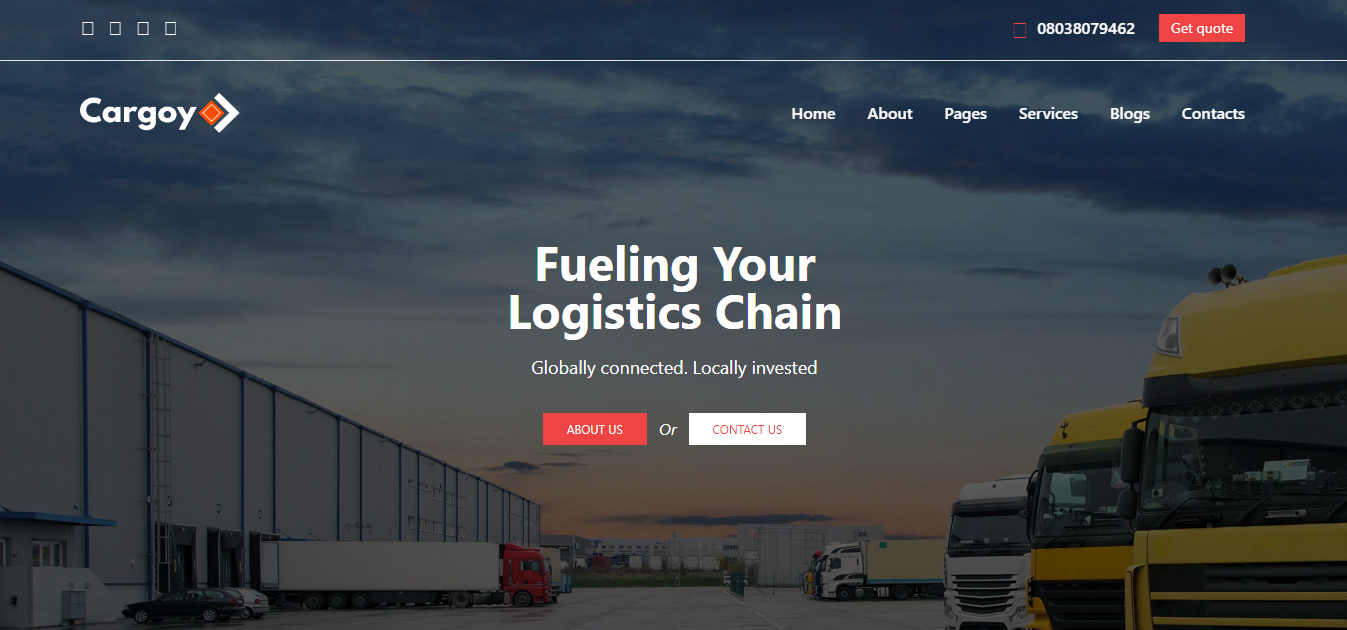 08038079462
Get quote
Cargoy
Home About Pages Services Blogs Contacts
Fueling Your
Logistics Chain
Globally connected. Locally invested
ABOUT US Or CONTACT US